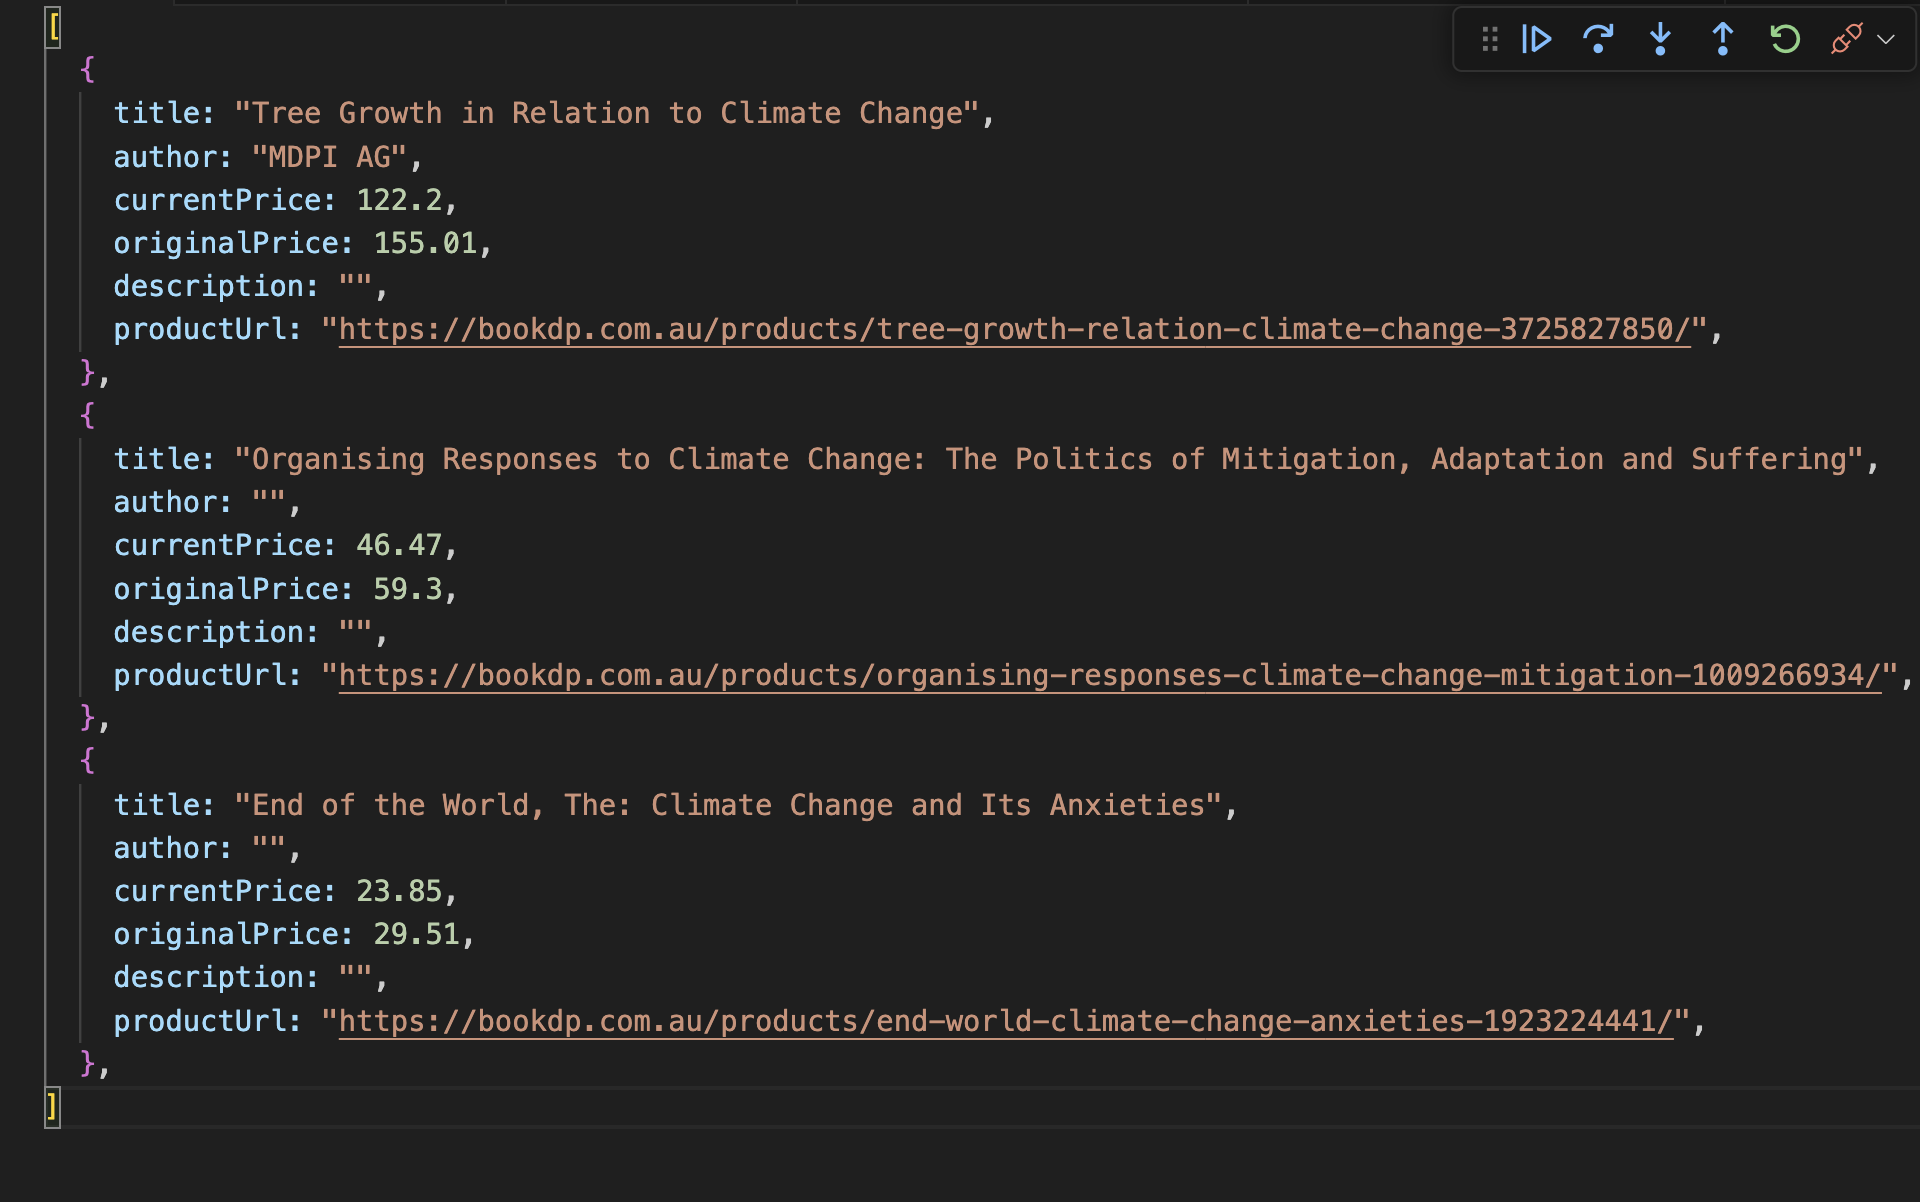 [
{
title: "Tree Growth in Relation to Climate Change",
author: "MDPI AG",
currentPrice: 122.2,
originalPrice: 155.01,
description: "",
productUrl: "https://bookdp.com.au/products/tree-growth-relation-climate-change-3725827850/",
},
{
title: "Organising Responses to Climate Change: The Politics of Mitigation, Adaptation and Suffering",
author: "",
currentPrice: 46.47,
originalPrice: 59.3,
description: "",
productUrl: "https://bookdp.com.au/products/organising-responses-climate-change-mitigation-1009266934/",
},
{
title: "End of the World, The: Climate Change and Its Anxieties",
author: "",
currentPrice: 23.85,
originalPrice: 29.51,
description: "",
productUrl: "https://bookdp.com.au/products/end-world-climate-change-anxieties-1923224441/",
},
]